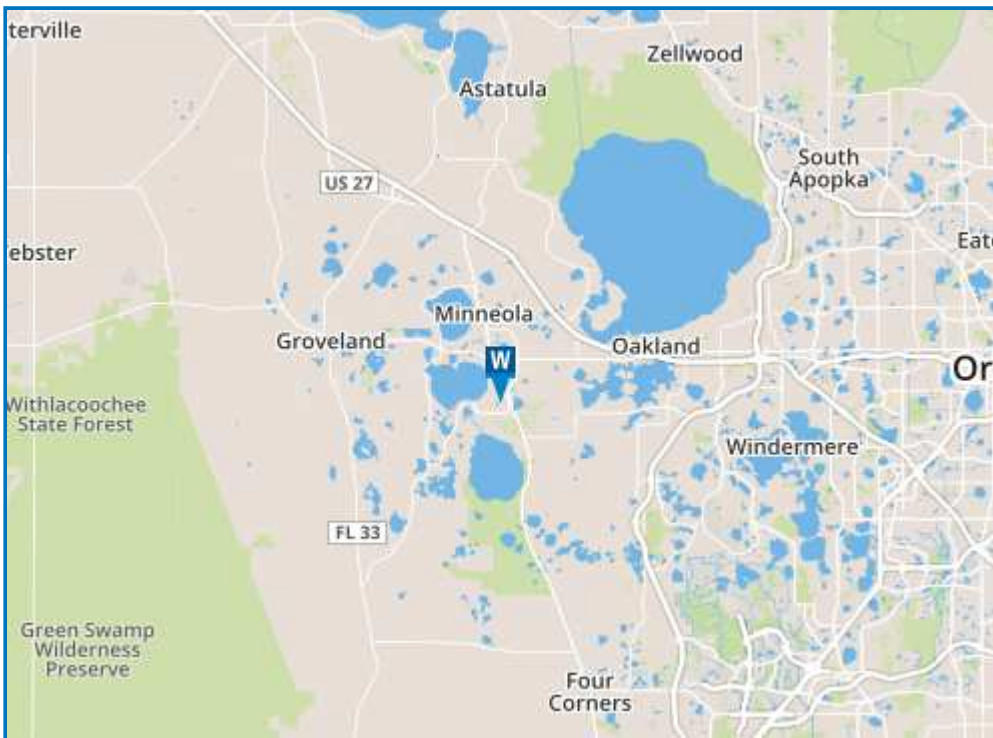 terville
Zellwood
Astatula
South
Apopka
US 27
Eato
ebster
Minneola
Groveland
Oakland
W
Or
Withlacoochee
State Forest
Windermere
FL 33
Green Swamp
Wilderness
Preserve
Four
Corners